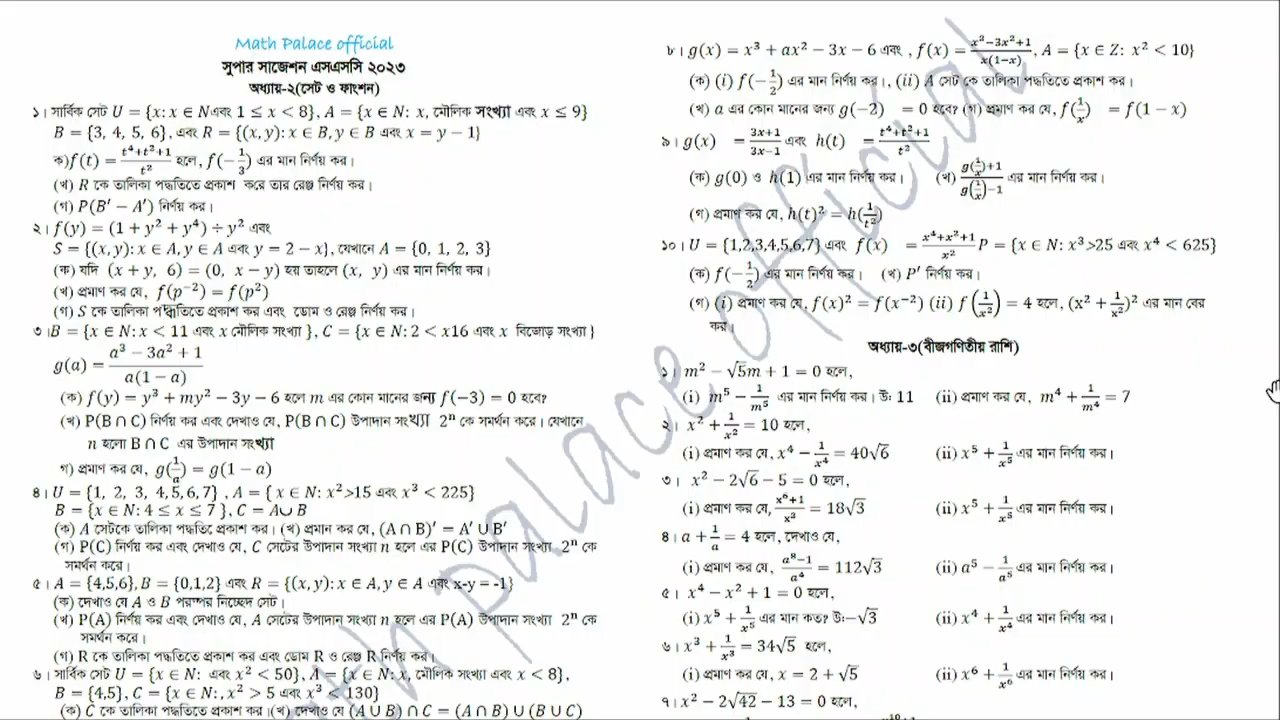 Math Palace official
সুপার সাজেশন এসএসসি ২০২৩
অধ্যায়-২(সেট ও ফাংশন)
১। সার্বিক সেট U = {x: x ∈ N এবং 1 ≤ x < 8}, A = {x ∈ N: x, মৌলিক সংখ্যা এবং x ≤ 9}
B = {3, 4, 5, 6}, এবং R = {(x, y): x ∈ B, y ∈ B এবং x = y − 1}
ক) f(t) = (t⁴+t²+1)/t² হলে, f(−1/3) এর মান নির্ণয় কর।
(খ) R কে তালিকা পদ্ধতিতে প্রকাশ করে তার রেঞ্জ নির্ণয় কর।
(গ) P(B′ − A′) নির্ণয় কর।
২। f(y) = (1 + y² + y⁴) ÷ y² এবং
S = {(x, y): x ∈ A, y ∈ A এবং y = 2 − x}, যেখানে A = {0, 1, 2, 3}
(ক) যদি (x + y, 6) = (0, x − y) হয় তাহলে (x, y) এর মান নির্ণয় কর।
(খ) প্রমাণ কর যে, f(p⁻²) = f(p²)
(গ) S কে তালিকা পদ্ধতিতে প্রকাশ কর এবং ডোম ও রেঞ্জ নির্ণয় কর।
৩। B = {x ∈ N: x < 11 এবং x মৌলিক সংখ্যা }, C = {x ∈ N: 2 < x16 এবং x বিজোড় সংখ্যা }
g(a) = (a³ − 3a² + 1)/(a(1 − a))
(ক) f(y) = y³ + my² − 3y − 6 হলে m এর কোন মানের জন্য f(−3) = 0 হবে?
(খ) P(B ∩ C) নির্ণয় কর এবং দেখাও যে, P(B ∩ C) উপাদান সংখ্যা 2ⁿ কে সমর্থন করে। যেখানে
n হলো B ∩ C এর উপাদান সংখ্যা
গ) প্রমাণ কর যে, g(1/a) = g(1 − a)
৪। U = {1, 2, 3, 4,5,6,7} , A = { x ∈ N: x²>15 এবং x³ < 225}
B = {x ∈ N: 4 ≤ x ≤ 7 }, C = A∪ B
(ক) A সেটকে তালিকা পদ্ধতিতে প্রকাশ কর। (খ) প্রমান কর যে, (A ∩ B)′ = A′ ∪ B′
(গ) P(C) নির্ণয় কর এবং দেখাও যে, C সেটের উপাদান সংখ্যা n হলে এর P(C) উপাদান সংখ্যা 2ⁿ কে
সমর্থন করে।
৫। A = {4,5,6}, B = {0,1,2} এবং R = {(x, y): x ∈ A, y ∈ A এবং x-y = -1}
(ক) দেখাও যে A ও B পরস্পর নিচ্ছেদ সেট।
(খ) P(A) নির্ণয় কর এবং দেখাও যে, A সেটের উপাদান সংখ্যা n হলে এর P(A) উপাদান সংখ্যা 2ⁿ কে
সমর্থন করে।
(গ) R কে তালিকা পদ্ধতিতে প্রকাশ কর এবং ডোম R ও রেঞ্জ R নির্ণয় কর।
৬। সার্বিক সেট U = {x ∈ N: এবং x² < 50}, A = {x ∈ N: x, মৌলিক সংখ্যা এবং x < 8},
B = {4,5}, C = {x ∈ N:, x² > 5 এবং x³ < 130}
(ক) C কে তালিকা পদ্ধতিতে প্রকাশ কর।(খ) দেখাও যে (A ∪ B) ∩ C = (A ∩ B) ∪ (B ∪ C)
৮। g(x) = x³ + ax² − 3x − 6 এবং , f(x) = (x³−3x²+1)/(x(1−x)), A = {x ∈ Z: x² < 10}
(ক) (i) f(−1/2) এর মান নির্ণয় কর।, (ii) A সেট কে তালিকা পদ্ধতিতে প্রকাশ কর।
(খ) a এর কোন মানের জন্য g(−2) = 0 হবে? (গ) প্রমাণ কর যে, f(1/x) = f(1 − x)
৯। g(x) = (3x+1)/(3x−1) এবং h(t) = (t⁴+t²+1)/t²
(ক) g(0) ও h(1) এর মান নির্ণয় কর। (খ) (g(1/x)+1)/(g(1/x)−1) এর মান নির্ণয় কর।
(গ) প্রমাণ কর যে, h(t)² = h(1/t²)
১০। U = {1,2,3,4,5,6,7} এবং f(x) = (x⁴+x²+1)/x² P = {x ∈ N: x³>25 এবং x⁴ < 625}
(ক) f(−1/2) এর মান নির্ণয় কর। (খ) P′ নির্ণয় কর।
(গ) (i) প্রমাণ কর যে, f(x)² = f(x⁻²) (ii) f(1/x²) = 4 হলে, (x² + 1/x²)² এর মান বের
কর।
অধ্যায়-৩(বীজগণিতীয় রাশি)
১। m² − √5m + 1 = 0 হলে,
(i) m⁵ − 1/m⁵ এর মান নির্ণয় কর। উ: 11 (ii) প্রমাণ কর যে, m⁴ + 1/m⁴ = 7
২। x² + 1/x² = 10 হলে,
(i) প্রমাণ কর যে, x⁴ − 1/x⁴ = 40√6 (ii) x⁵ + 1/x⁵ এর মান নির্ণয় কর।
৩। x² − 2√6 − 5 = 0 হলে,
(i) প্রমাণ কর যে, (x⁶+1)/x³ = 18√3 (ii) x⁵ + 1/x⁵ এর মান নির্ণয় কর।
৪। a + 1/a = 4 হলে, দেখাও যে,
(i) প্রমাণ কর যে, (a⁸−1)/a⁴ = 112√3 (ii) a⁵ − 1/a⁵ এর মান নির্ণয় কর।
৫। x⁴ − x² + 1 = 0 হলে,
(i) x⁵ + 1/x⁵ এর মান কত? উ:−√3 (ii) x⁴ + 1/x⁴ এর মান নির্ণয় কর।
৬। x³ + 1/x³ = 34√5 হলে,
(i) প্রমাণ কর যে, x = 2 + √5 (ii) x⁶ + 1/x⁶ এর মান নির্ণয় কর।
৭। x² − 2√42 − 13 = 0 হলে,